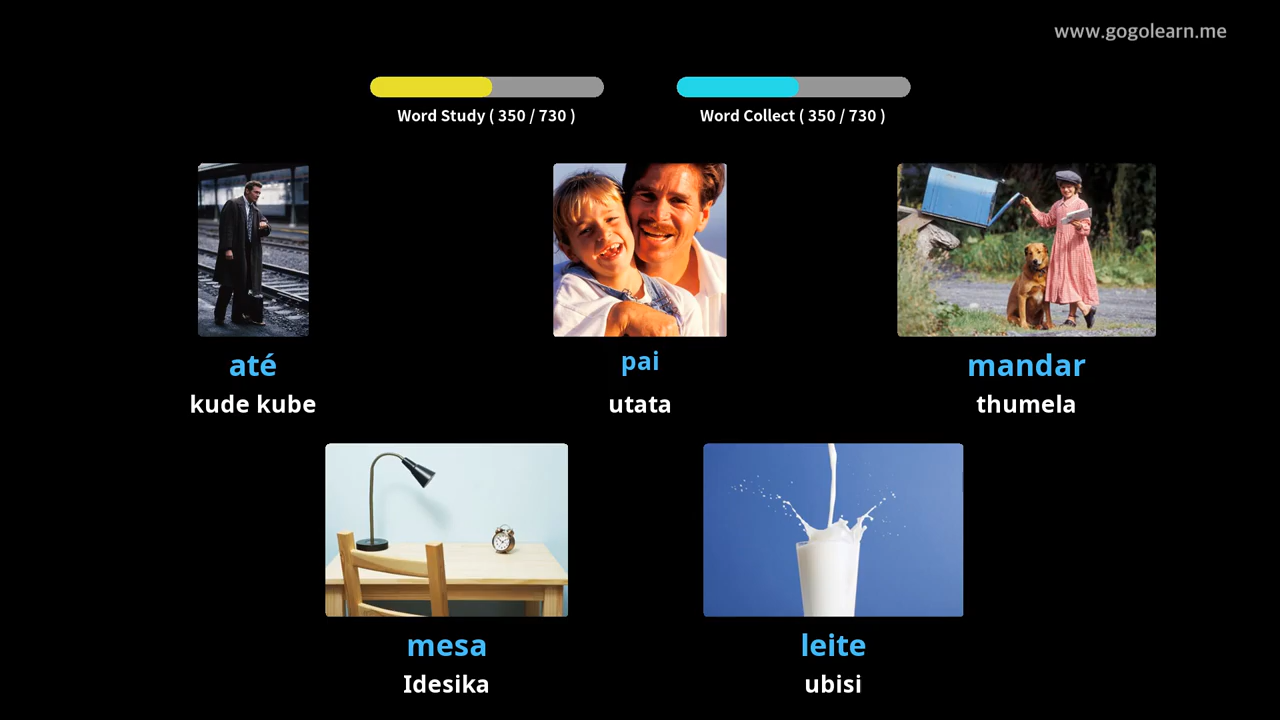 www.gogolearn.me
Word Study ( 350 / 730 )
Word Collect ( 350 / 730 )
até
kude kube
pai
utata
mandar
thumela
mesa
Idesika
leite
ubisi